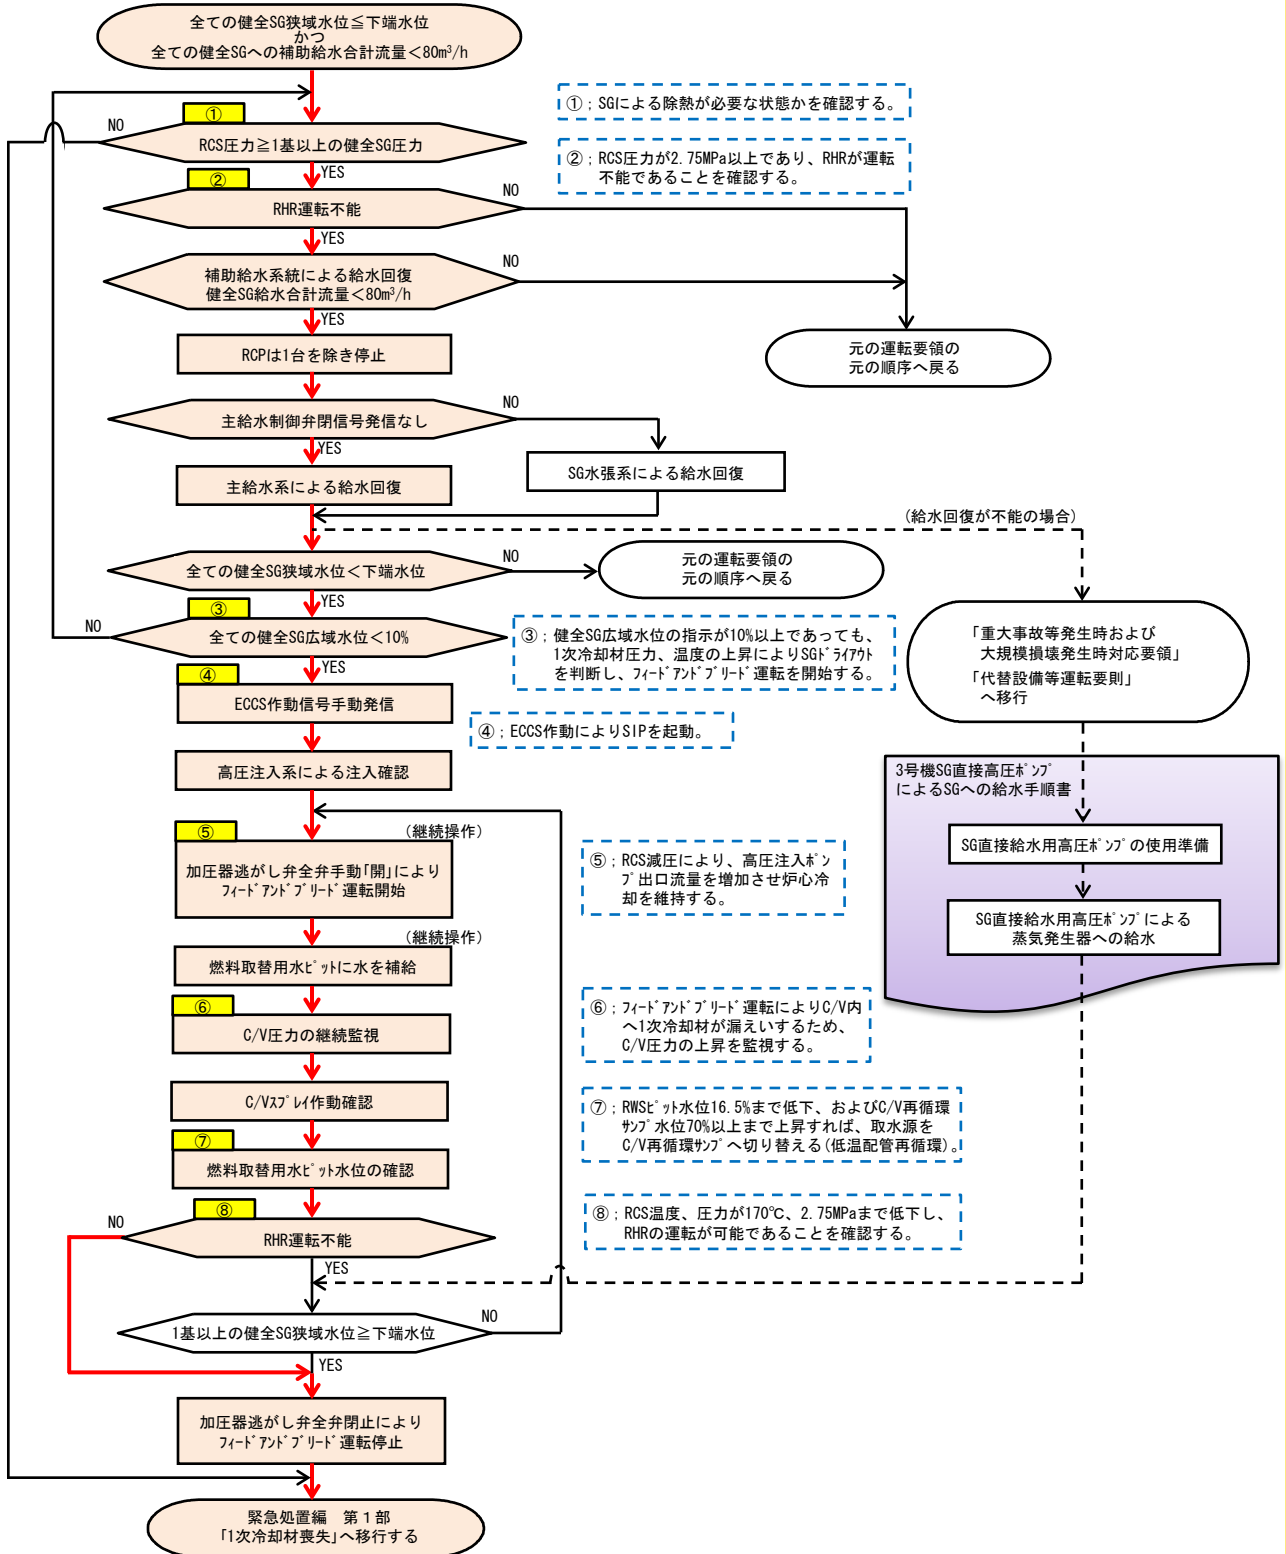 全ての健全SG狭域水位≦下端水位
かつ
全ての健全SGへの補助給水合計流量<80m³/h
①；SGによる除熱が必要な状態かを確認する。
①
NO
RCS圧力≧1基以上の健全SG圧力
YES
②；RCS圧力が2.75MPa以上であり、RHRが運転
不能であることを確認する。
②
NO
RHR運転不能
YES
NO
補助給水系統による給水回復
健全SG給水合計流量<80m³/h
YES
RCPは1台を除き停止
元の運転要領の
元の順序へ戻る
NO
主給水制御弁閉信号発信なし
YES
主給水系による給水回復
SG水張系による給水回復
(給水回復が不能の場合)
NO
全ての健全SG狭域水位<下端水位
元の運転要領の
元の順序へ戻る
YES
③
NO
全ての健全SG広域水位<10%
YES
③；健全SG広域水位の指示が10%以上であっても、
1次冷却材圧力、温度の上昇によりSGﾄﾞﾗｲｱｳﾄ
を判断し、ﾌｨｰﾄﾞｱﾝﾄﾞﾌﾞﾘｰﾄﾞ運転を開始する。
「重大事故等発生時および
大規模損壊発生時対応要領」
「代替設備等運転要則」
へ移行
④
ECCS作動信号手動発信
④；ECCS作動によりSIPを起動。
高圧注入系による注入確認
3号機SG直接高圧ﾎﾟﾝﾌﾟ
によるSGへの給水手順書
SG直接給水用高圧ﾎﾟﾝﾌﾟの使用準備
SG直接給水用高圧ﾎﾟﾝﾌﾟによる
蒸気発生器への給水
⑤
(継続操作)
加圧器逃がし弁全弁手動｢開｣により
ﾌｨｰﾄﾞｱﾝﾄﾞﾌﾞﾘｰﾄﾞ運転開始
⑤；RCS減圧により、高圧注入ﾎﾟﾝ
ﾌﾟ出口流量を増加させ炉心冷
却を維持する。
(継続操作)
燃料取替用水ﾋﾟｯﾄに水を補給
⑥
C/V圧力の継続監視
⑥；ﾌｨｰﾄﾞｱﾝﾄﾞﾌﾞﾘｰﾄﾞ運転によりC/V内
へ1次冷却材が漏えいするため、
C/V圧力の上昇を監視する。
C/Vｽﾌﾟﾚｲ作動確認
⑦；RWSﾋﾟｯﾄ水位16.5%まで低下、およびC/V再循環
ｻﾝﾌﾟ水位70%以上まで上昇すれば、取水源を
C/V再循環ｻﾝﾌﾟへ切り替える(低温配管再循環)。
⑦
燃料取替用水ﾋﾟｯﾄ水位の確認
⑧
NO
RHR運転不能
YES
⑧；RCS温度、圧力が170℃、2.75MPaまで低下し、
RHRの運転が可能であることを確認する。
NO
1基以上の健全SG狭域水位≧下端水位
YES
加圧器逃がし弁全弁閉止により
ﾌｨｰﾄﾞｱﾝﾄﾞﾌﾞﾘｰﾄﾞ運転停止
緊急処置編　第１部
「1次冷却材喪失」へ移行する